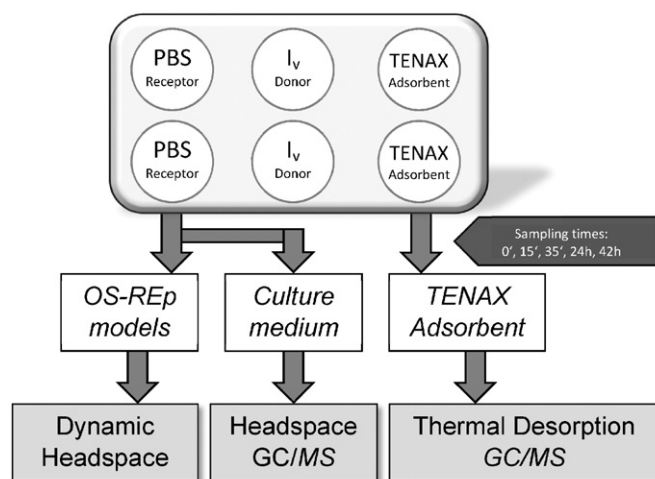 PBS
Receptor
Iv
Donor
TENAX
Adsorbent
PBS
Receptor
Iv
Donor
TENAX
Adsorbent
Sampling times:
0‘, 15‘, 35‘, 24h, 42h
OS-REp
models
Culture
medium
TENAX
Adsorbent
Dynamic
Headspace
Headspace
GC/MS
Thermal Desorption
GC/MS